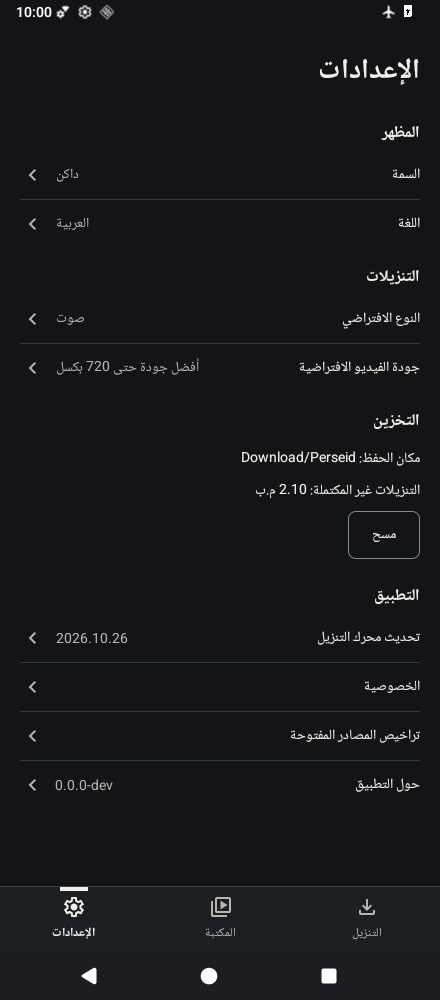 10:00
الإعدادات
المظهر
السمة داكن
اللغة العربية
التنزيلات
النوع الافتراضي صوت
جودة الفيديو الافتراضية أفضل جودة حتى 720 بكسل
التخزين
مكان الحفظ: Download/Perseid
التنزيلات غير المكتملة: 2.10 م.ب
مسح
التطبيق
تحديث محرك التنزيل 2026.10.26
الخصوصية
تراخيص المصادر المفتوحة
حول التطبيق 0.0.0-dev
التنزيل المكتبة الإعدادات